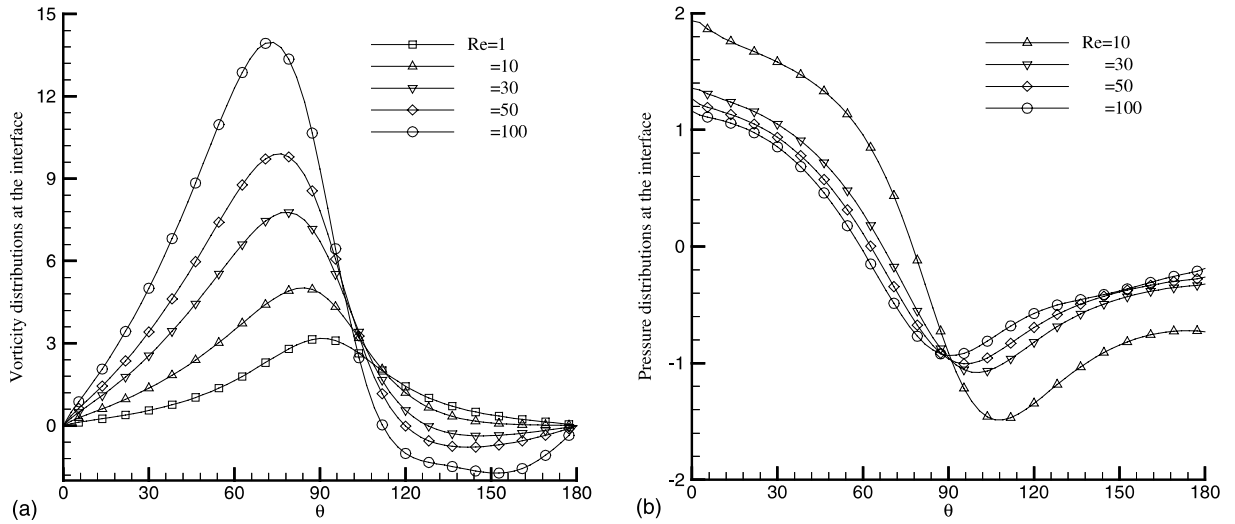 Vorticity distributions at the interface
15
12
9
6
3
0
Re=1
=10
=30
=50
=100
0 30 60 90 120 150 180
θ
(a)
Pressure distributions at the interface
2
1
0
-1
-2
Re=10
=30
=50
=100
0 30 60 90 120 150 180
θ
(b)